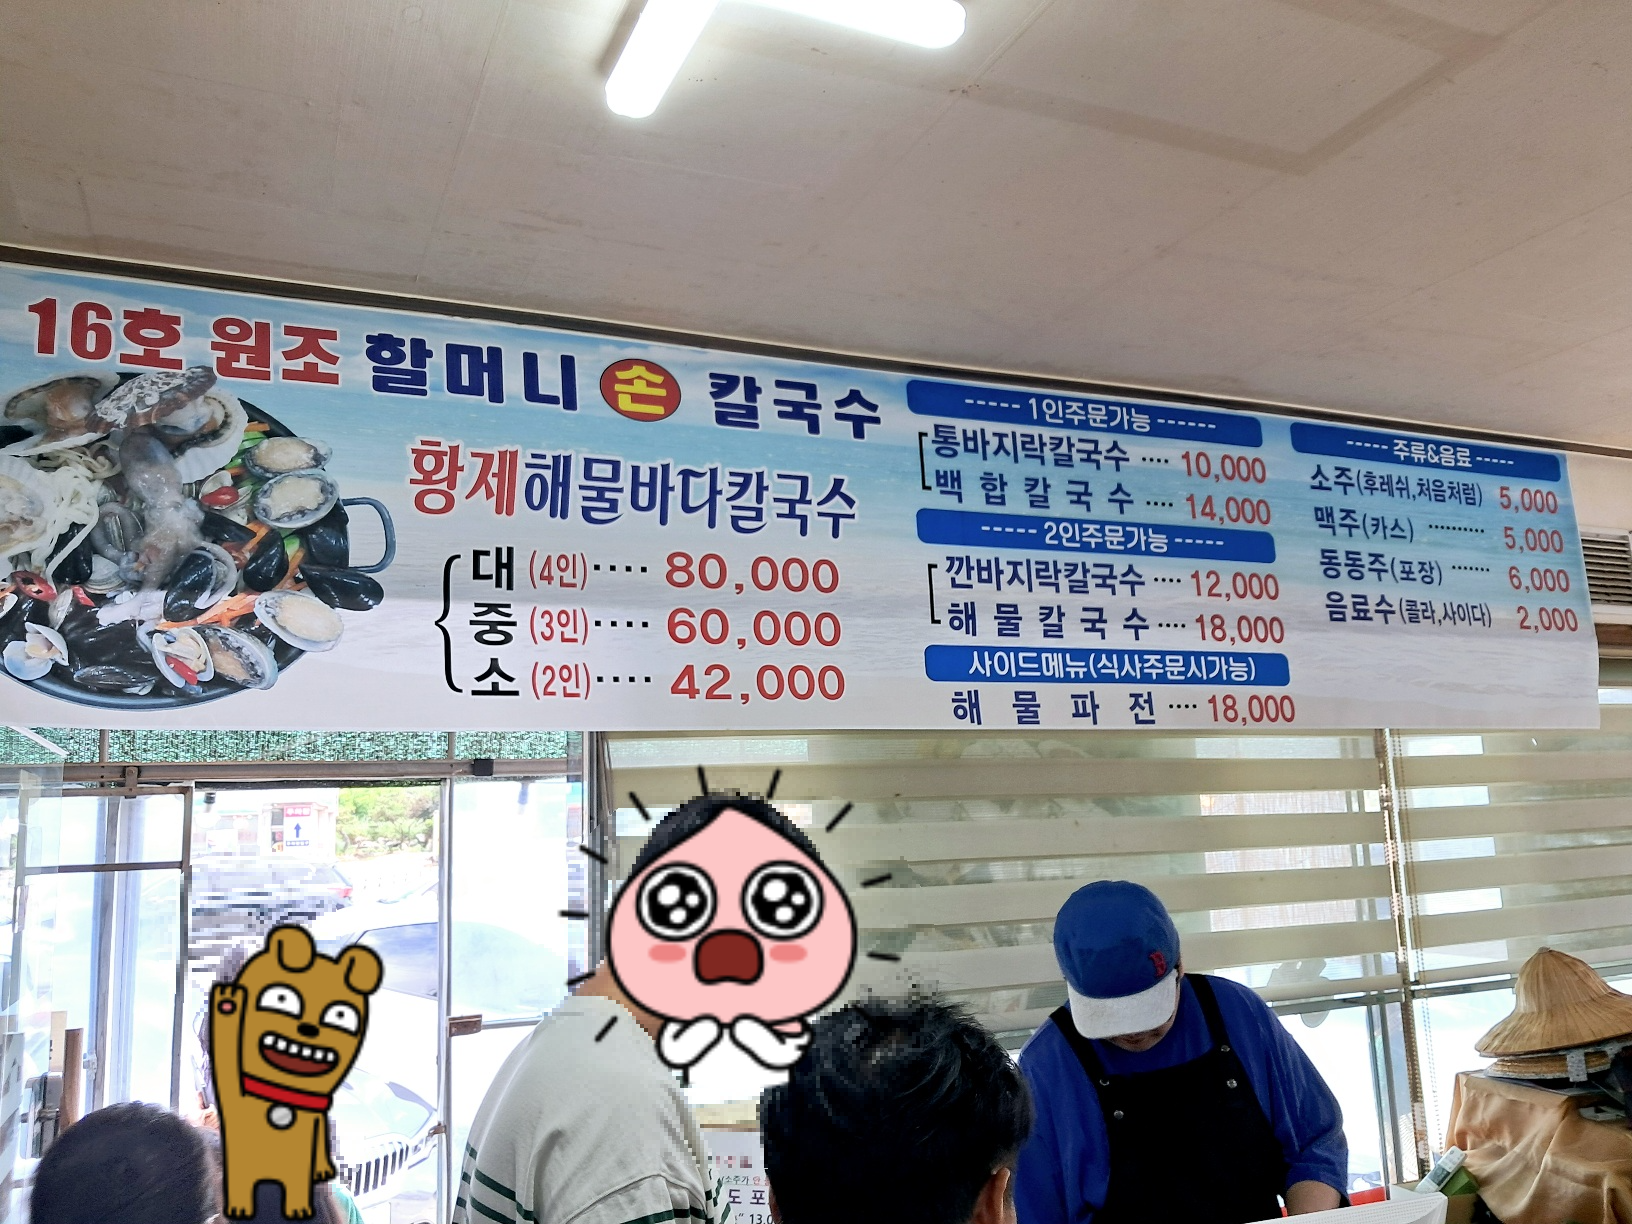 16호 원조 할머니 손 칼국수
황제해물바다칼국수
대 (4인)···· 80,000
중 (3인)···· 60,000
소 (2인)···· 42,000
----- 1인주문가능 ------
통바지락칼국수 ···· 10,000
백합칼국수 ···· 14,000
----- 2인주문가능 -----
깐바지락칼국수 ···· 12,000
해물칼국수 ···· 18,000
사이드메뉴(식사주문시가능)
해물파전 ···· 18,000
----- 주류&음료 -----
소주(후레쉬,처음처럼) 5,000
맥주(카스) ·········· 5,000
동동주(포장) ······· 6,000
음료수(콜라,사이다) 2,000
B
도 포